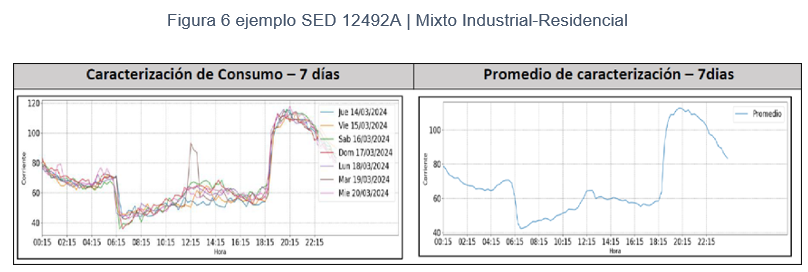 Figura 6 ejemplo SED 12492A | Mixto Industrial-Residencial
Caracterización de Consumo – 7 días
Promedio de caracterización – 7dias
120
100
80
60
40
Corriente
00:15 02:15 04:15 06:15 08:15 10:15 12:15 14:15 16:15 18:15 20:15 22:15
Hora
Jue 14/03/2024
Vie 15/03/2024
Sab 16/03/2024
Dom 17/03/2024
Lun 18/03/2024
Mar 19/03/2024
Mie 20/03/2024
100
80
60
40
Corriente
00:15 02:15 04:15 06:15 08:15 10:15 12:15 14:15 16:15 18:15 20:15 22:15
Hora
Promedio